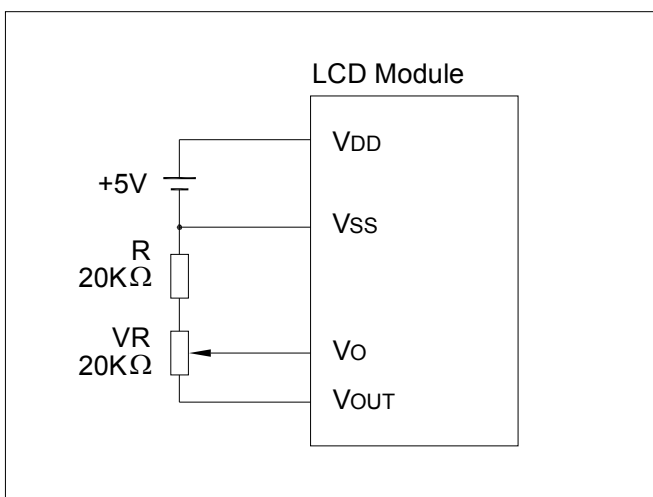 LCD Module
VDD
+5V
VSS
R
20KΩ
VR
20KΩ
VO
VOUT